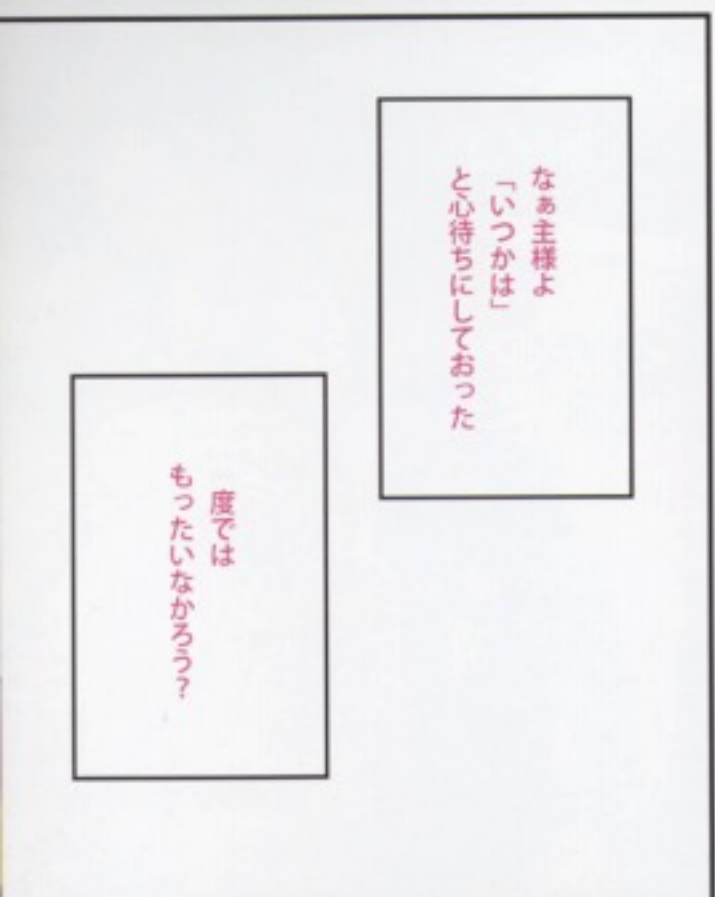 なぁ主様よ
「いつかは」
と心待ちにしておった
度では
もったいなかろう？